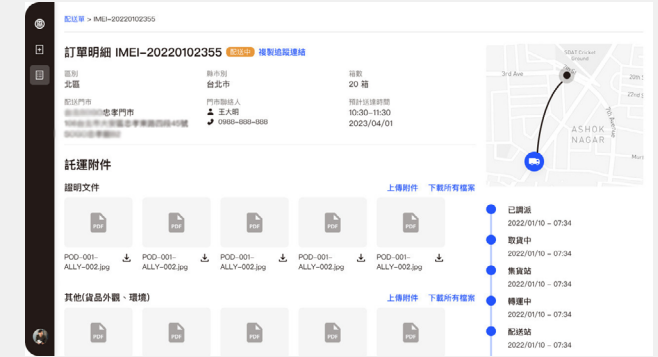 配送單 > IMEI-20220102355
訂單明細 IMEI-20220102355 配送中 複製追蹤連結
區別
北區
縣市別
台北市
箱數
20 箱
配送門市
忠孝門市
門市聯絡人
王大明
0988-888-888
預計送達時間
10:30-11:30
2023/04/01
託運附件
證明文件
上傳附件 下載所有檔案
PDF PDF PDF PDF PDF
POD-001-ALLY-002.jpg
POD-001-ALLY-002.jpg
POD-001-ALLY-002.jpg
POD-001-ALLY-002.jpg
POD-001-ALLY-002.jpg
其他(貨品外觀、環境)
上傳附件 下載所有檔案
PDF PDF PDF PDF PDF
3rd Ave
SDAT Cricket
Ground
ASHOK
NAGAR
已調派
2022/01/10 - 07:34
取貨中
2022/01/10 - 07:34
集貨站
2022/01/10 - 07:34
轉運中
2022/01/10 - 07:34
配送站
2022/01/10 - 07:34